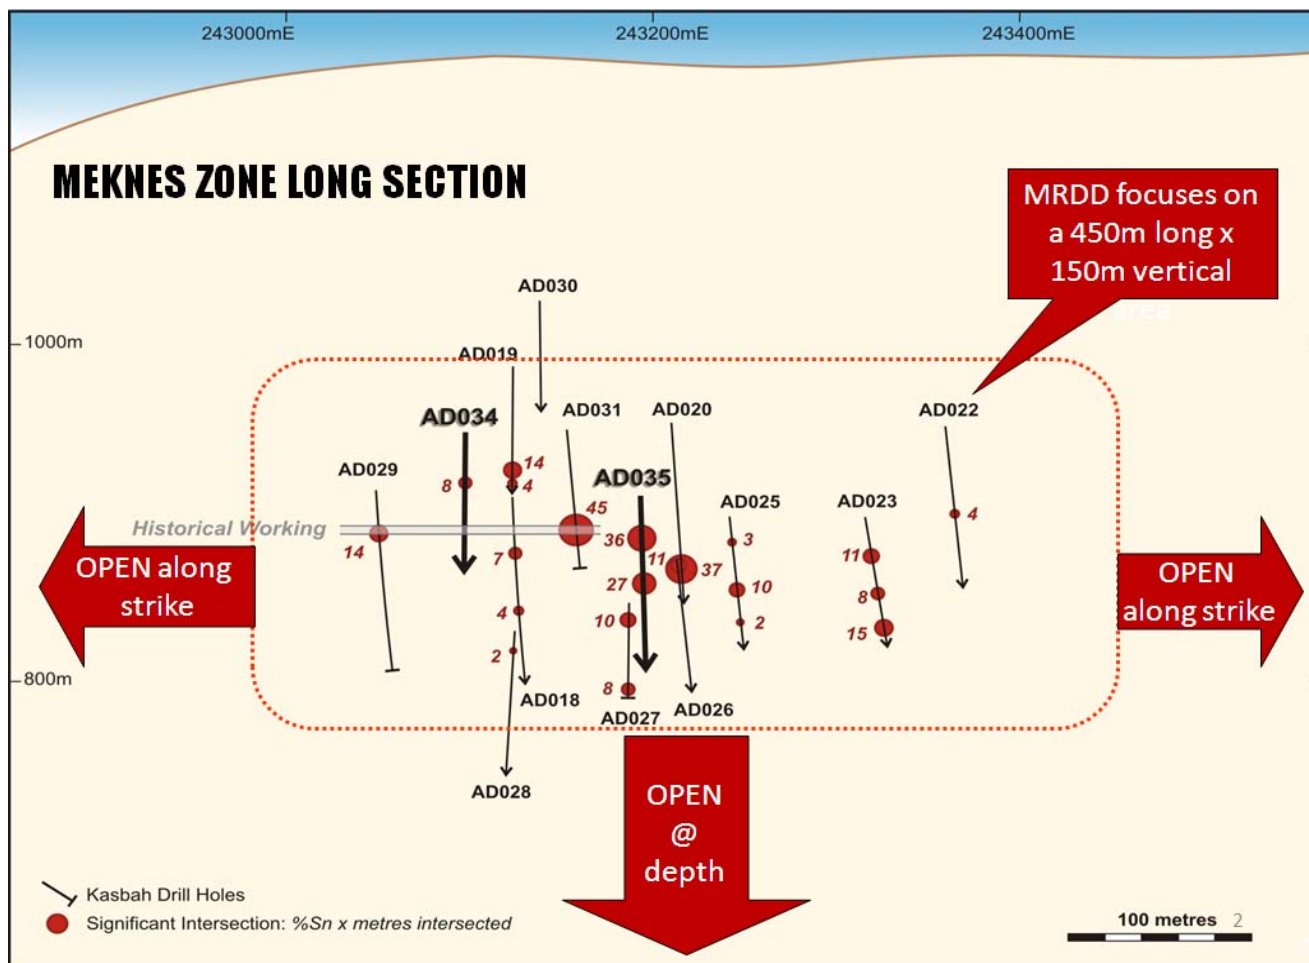 243000mE
243200mE
243400mE
MEKNES ZONE LONG SECTION
MRDD focuses on
a 450m long x
150m vertical
area
AD030
1000m
AD019
AD034
AD031
AD020
AD022
AD029
14
8
4
AD035
AD025
AD023
45
4
Historical Working
36
3
14
7
11
37
11
OPEN along
strike
27
10
8
OPEN
along strike
4
10
2
15
2
800m
8
AD018
AD027
AD026
AD028
OPEN
@
depth
Kasbah Drill Holes
Significant Intersection: %Sn x metres intersected
100 metres 2